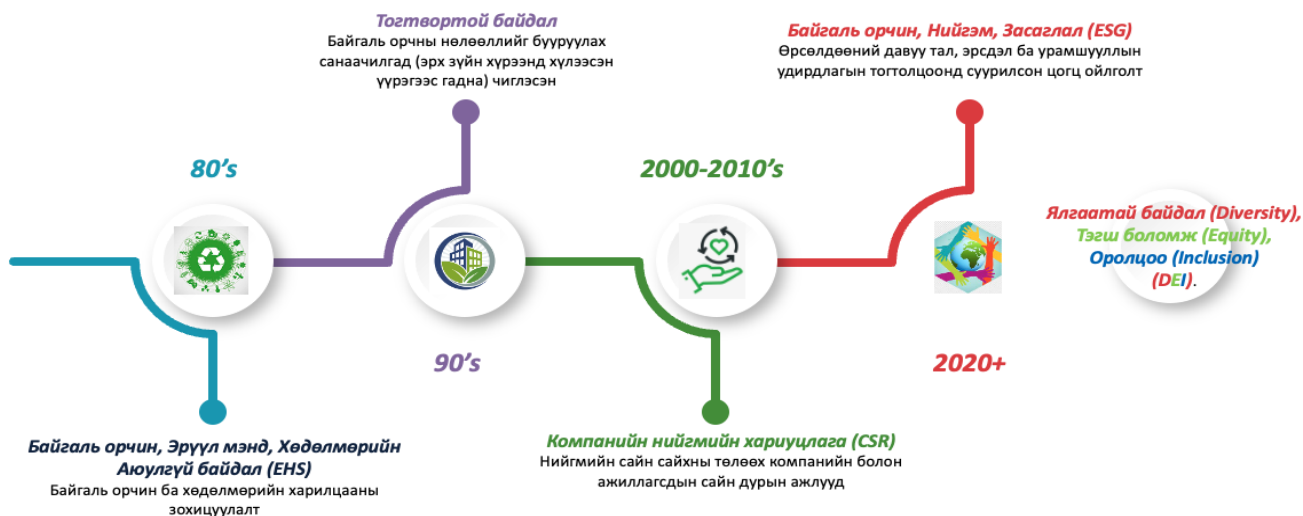 Тогтвортой байдал
Байгаль орчны нөлөөллийг бууруулах
санаачилгад (эрх зүйн хүрээнд хүлээсэн
үүрэгээс гадна) чиглэсэн
Байгаль орчин, Нийгэм, Засаглал (ESG)
Өрсөлдөөний давуу тал, эрсдэл ба урамшууллын
удирдлагын тогтолцоонд суурилсан цогц ойлголт
80’s
2000-2010’s
Ялгаатай байдал (Diversity),
Тэгш боломж (Equity),
Оролцоо (Inclusion)
(DEI).
90’s
2020+
Байгаль орчин, Эрүүл мэнд, Хөдөлмөрийн
Аюулгүй байдал (EHS)
Байгаль орчин ба хөдөлмөрийн харилцааны
зохицуулалт
Компанийн нийгмийн хариуцлага (CSR)
Нийгмийн сайн сайхны төлөөх компанийн болон
ажиллагсдын сайн дурын ажлууд